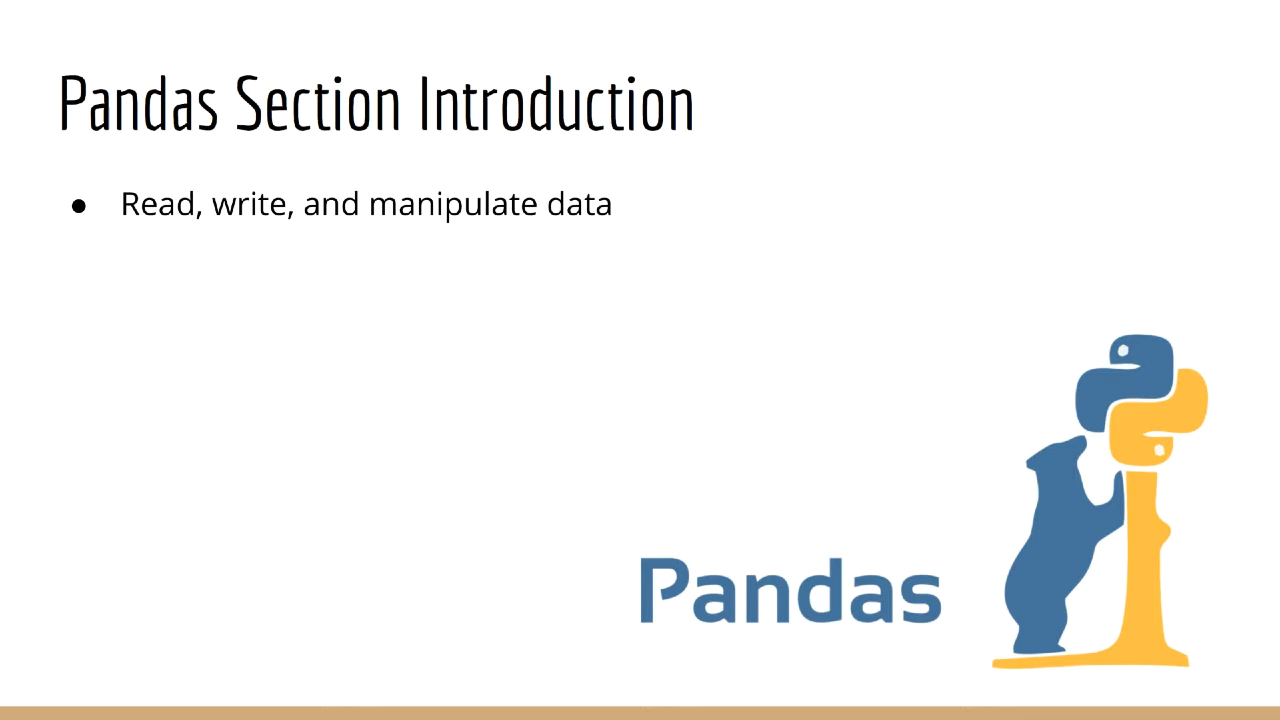 Pandas Section Introduction
● Read, write, and manipulate data
Pandas